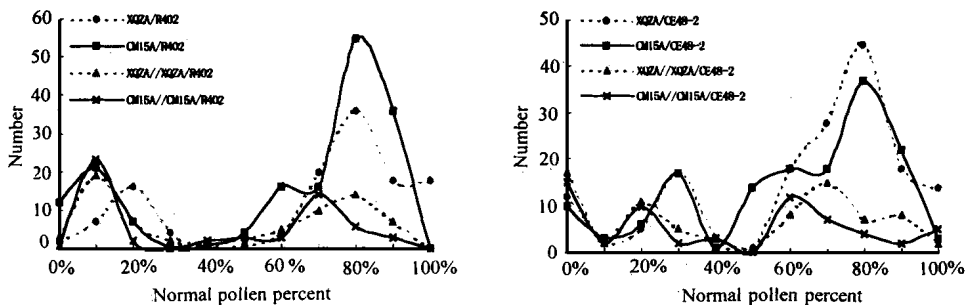 60
50
40
30
20
10
0
Number
XQZA/R402
CM15A/R402
XQZA//XQZA/R402
CM15A//CM15A/R402
0% 20% 40% 60% 80% 100%
Normal pollen percent
50
40
30
20
10
0
Number
XQZA/CE48-2
CM15A/CE48-2
XQZA//XQZA/CE48-2
CM15A//CM15A/CE48-2
0% 20% 40% 60% 80% 100%
Normal pollen percent